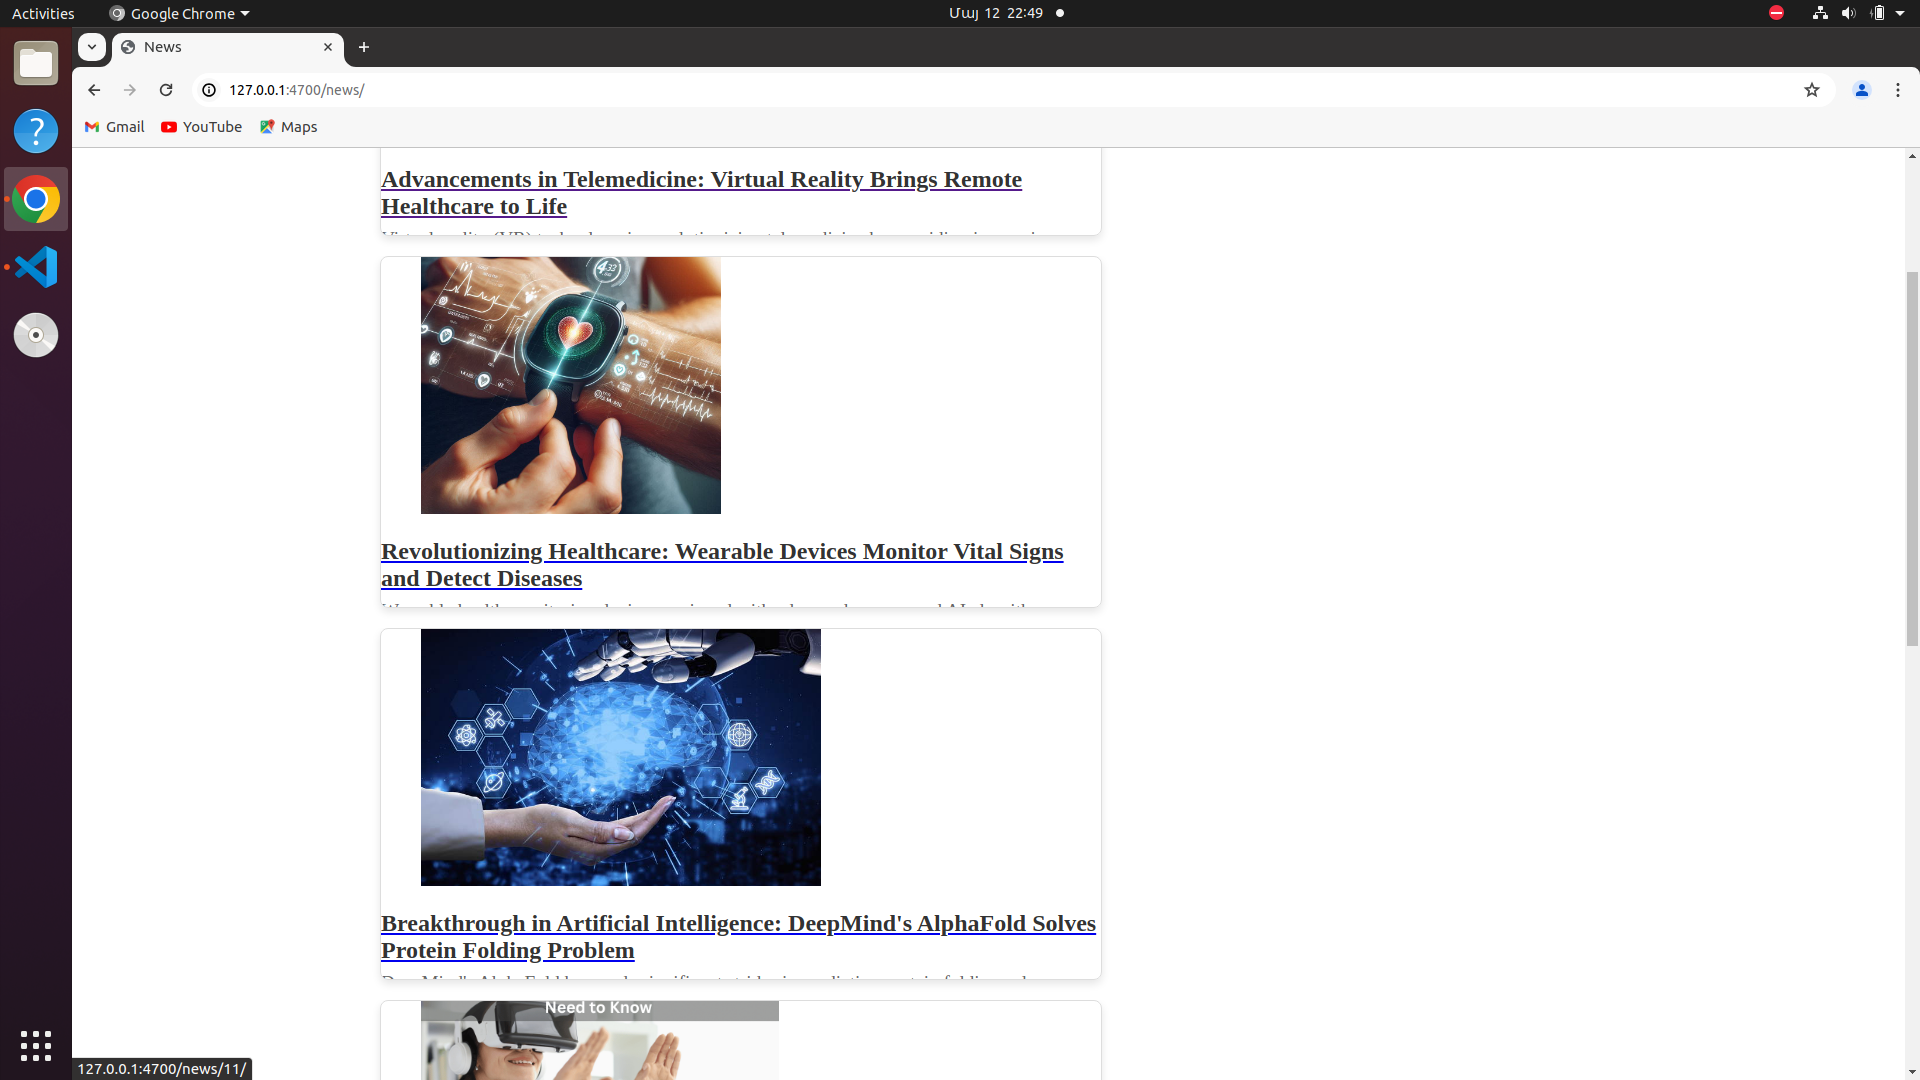 Activities
Google Chrome
Մայ 12 22:49
News
127.0.0.1:4700/news/
Gmail
YouTube
Maps
Advancements in Telemedicine: Virtual Reality Brings Remote
Healthcare to Life
Revolutionizing Healthcare: Wearable Devices Monitor Vital Signs
and Detect Diseases
Breakthrough in Artificial Intelligence: DeepMind's AlphaFold Solves
Protein Folding Problem
Need to Know
127.0.0.1:4700/news/11/